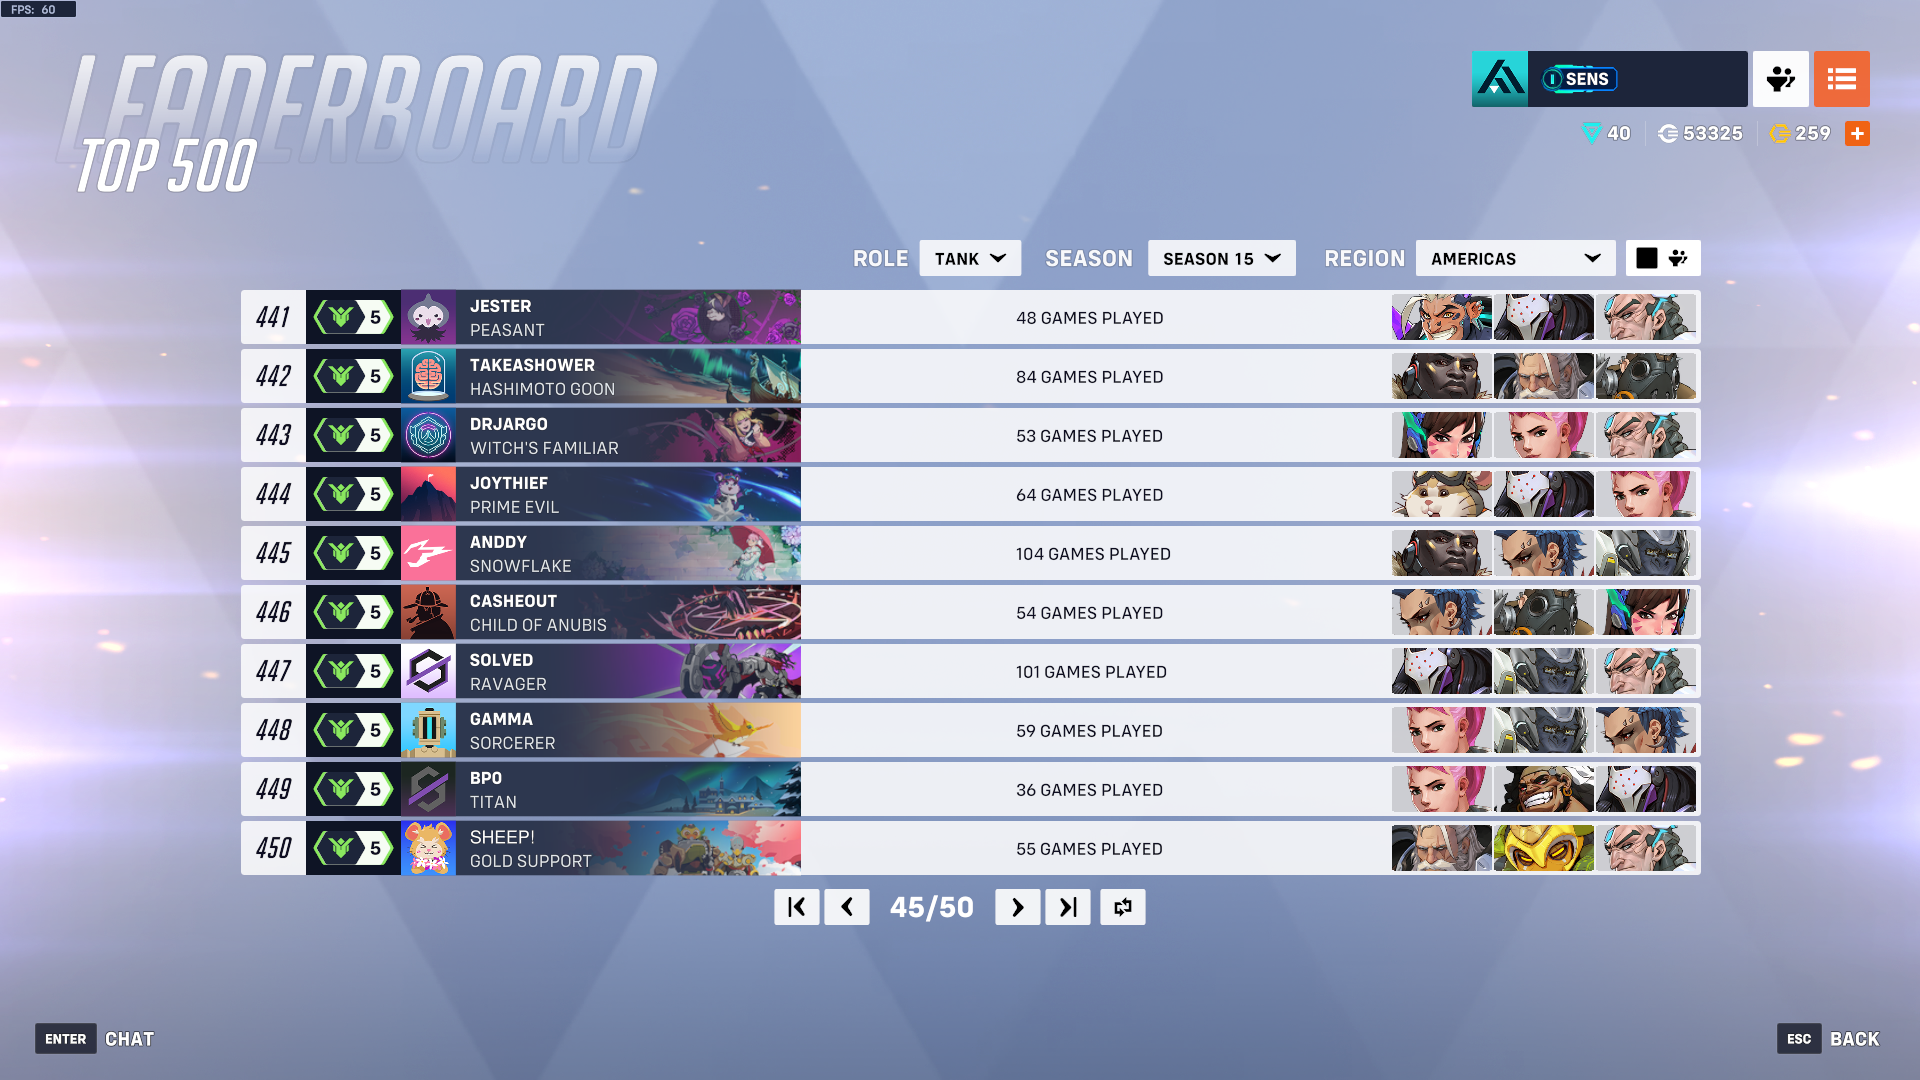 FPS: 60
LEADERBOARD
TOP 500
SENS
40 53325 259
ROLE TANK SEASON SEASON 15 REGION AMERICAS
441 5 JESTER
PEASANT
48 GAMES PLAYED
442 5 TAKEASHOWER
HASHIMOTO GOON
84 GAMES PLAYED
443 5 DRJARGO
WITCH'S FAMILIAR
53 GAMES PLAYED
444 5 JOYTHIEF
PRIME EVIL
64 GAMES PLAYED
445 5 ANDDY
SNOWFLAKE
104 GAMES PLAYED
446 5 CASHEOUT
CHILD OF ANUBIS
54 GAMES PLAYED
447 5 SOLVED
RAVAGER
101 GAMES PLAYED
448 5 GAMMA
SORCERER
59 GAMES PLAYED
449 5 BPO
TITAN
36 GAMES PLAYED
450 5 SHEEP!
GOLD SUPPORT
55 GAMES PLAYED
45/50
ENTER CHAT
ESC BACK